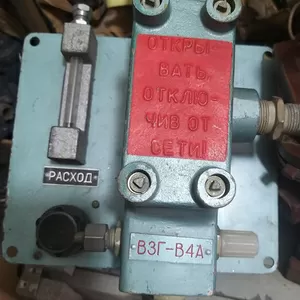 ОТКРЫ-
ВАТЬ,
ОТКЛЮ-
ЧИВ ОТ
СЕТИ!
РАСХОД
ВЗГ-В4А